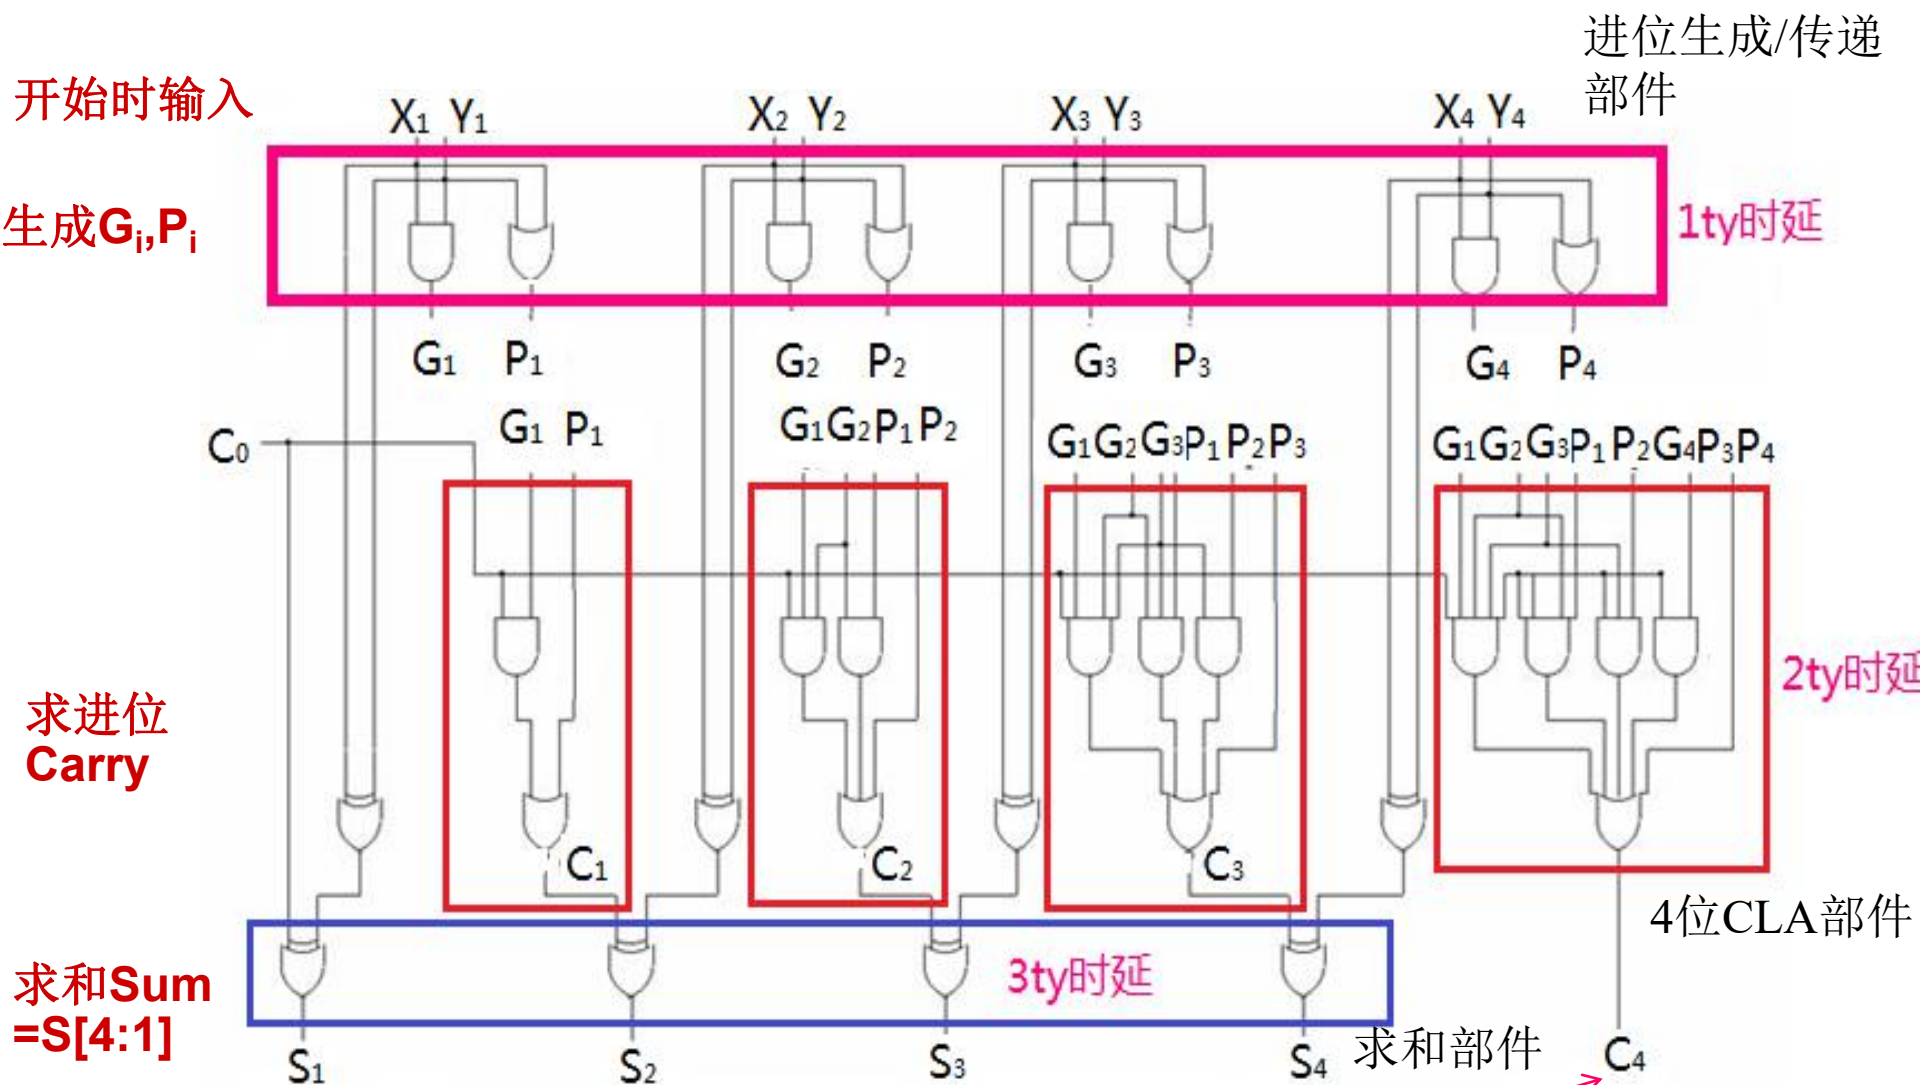 进位生成/传递
部件
开始时输入
X₁ Y₁ X₂ Y₂ X₃ Y₃ X₄ Y₄
生成Gᵢ,Pᵢ
1ty时延
G₁ P₁ G₂ P₂ G₃ P₃ G₄ P₄
C₀
G₁ P₁
G₁G₂P₁P₂
G₁G₂G₃P₁P₂P₃
G₁G₂G₃P₁P₂G₄P₃P₄
2ty时延
求进位
Carry
C₁ C₂ C₃
4位CLA部件
3ty时延
求和Sum
=S[4:1]
求和部件
S₁ S₂ S₃ S₄ C₄